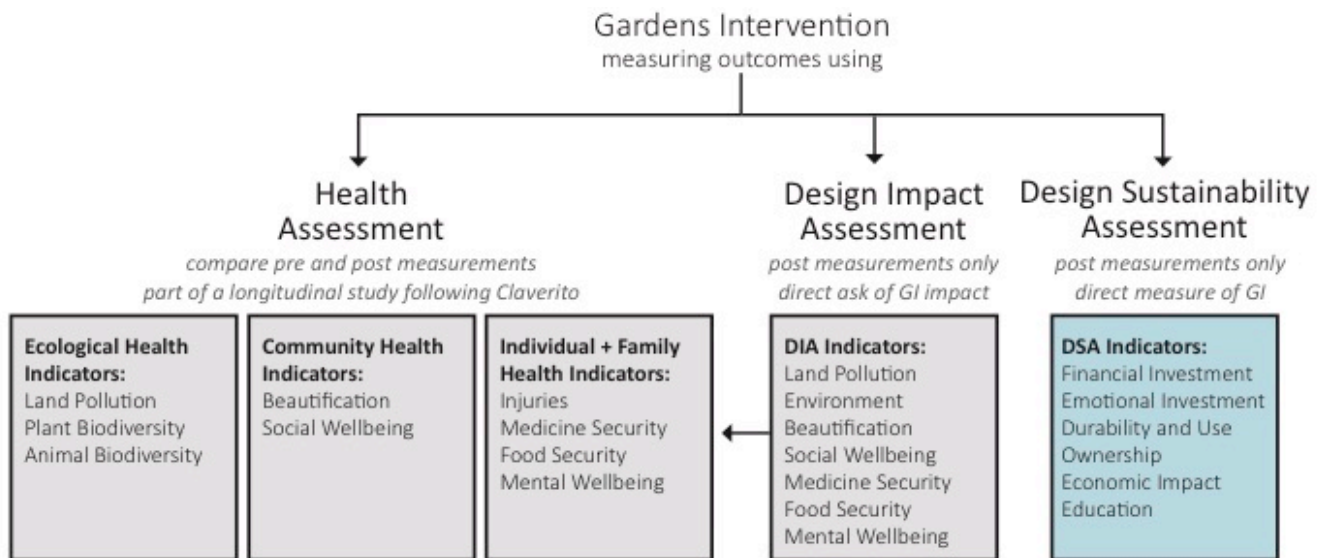 Gardens Intervention
measuring outcomes using
Health
Assessment
compare pre and post measurements
part of a longitudinal study following Claverito
Design Impact
Assessment
post measurements only
direct ask of GI impact
Design Sustainability
Assessment
post measurements only
direct measure of GI
Ecological Health
Indicators:
Land Pollution
Plant Biodiversity
Animal Biodiversity
Community Health
Indicators:
Beautification
Social Wellbeing
Individual + Family
Health Indicators:
Injuries
Medicine Security
Food Security
Mental Wellbeing
DIA Indicators:
Land Pollution
Environment
Beautification
Social Wellbeing
Medicine Security
Food Security
Mental Wellbeing
DSA Indicators:
Financial Investment
Emotional Investment
Durability and Use
Ownership
Economic Impact
Education